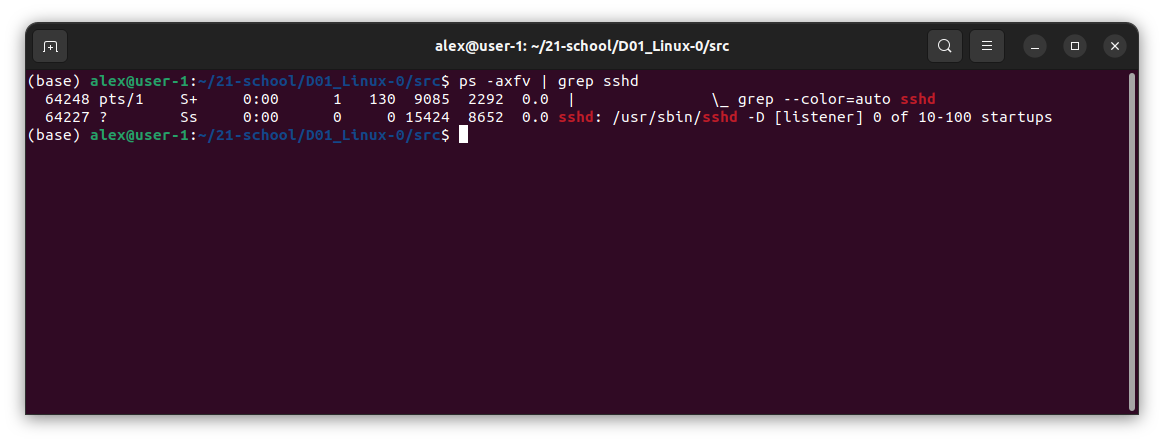 alex@user-1: ~/21-school/D01_Linux-0/src
(base) alex@user-1:~/21-school/D01_Linux-0/src$ ps -axfv | grep sshd
  64248 pts/1    S+     0:00      1   130  9085  2292  0.0  |               \_ grep --color=auto sshd
  64227 ?        Ss     0:00      0     0 15424  8652  0.0 sshd: /usr/sbin/sshd -D [listener] 0 of 10-100 startups
(base) alex@user-1:~/21-school/D01_Linux-0/src$